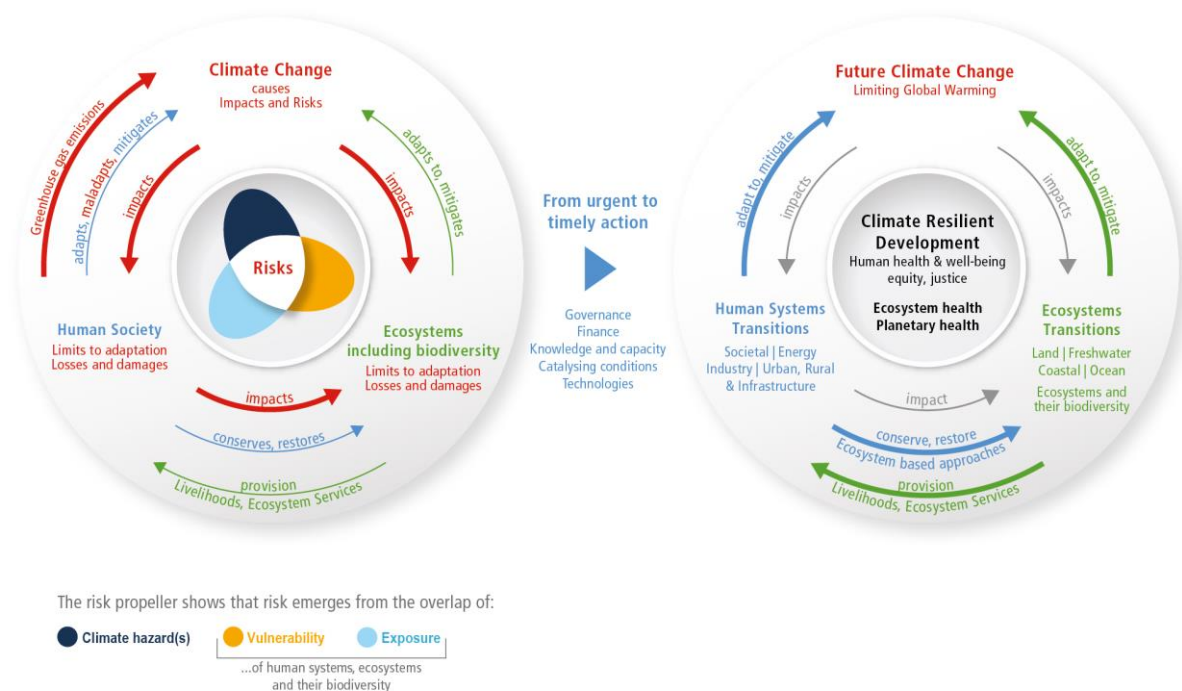 Climate Change
causes
Impacts and Risks
Greenhouse gas emissions
adapts, maladapts, mitigates
impacts
impacts
adapts to, mitigates
Risks
Human Society
Limits to adaptation
Losses and damages
Ecosystems
including biodiversity
Limits to adaptation
Losses and damages
impacts
conserves, restores
provision
Livelihoods, Ecosystem Services
From urgent to
timely action
Governance
Finance
Knowledge and capacity
Catalysing conditions
Technologies
Future Climate Change
Limiting Global Warming
adapt to, mitigate
impacts
impacts
adapt to, mitigate
Climate Resilient
Development
Human health & well-being
equity, justice
Ecosystem health
Planetary health
Human Systems
Transitions
Societal | Energy
Industry | Urban, Rural
& Infrastructure
Ecosystems
Transitions
Land | Freshwater
Coastal | Ocean
Ecosystems and
their biodiversity
impact
conserve, restore
Ecosystem based approaches
provision
Livelihoods, Ecosystem Services
The risk propeller shows that risk emerges from the overlap of:
Climate hazard(s) Vulnerability Exposure
...of human systems, ecosystems
and their biodiversity